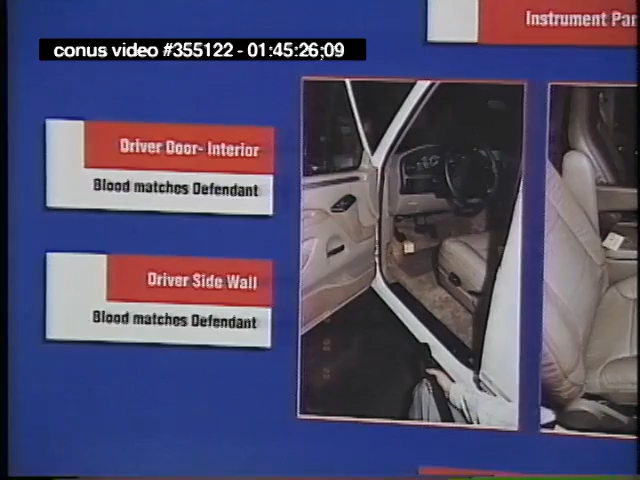 Instrument Pan
conus video #355122 - 01:45:26;09
Driver Door- Interior
Blood matches Defendant
Driver Side Wall
Blood matches Defendant